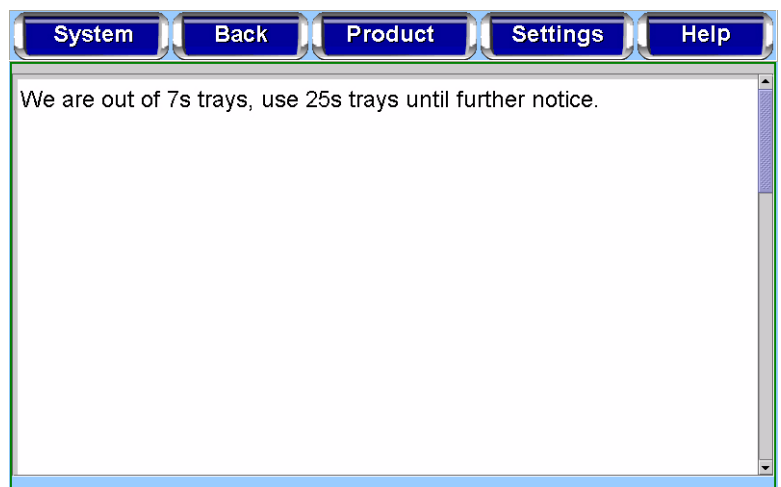 System Back Product Settings Help
We are out of 7s trays, use 25s trays until further notice.